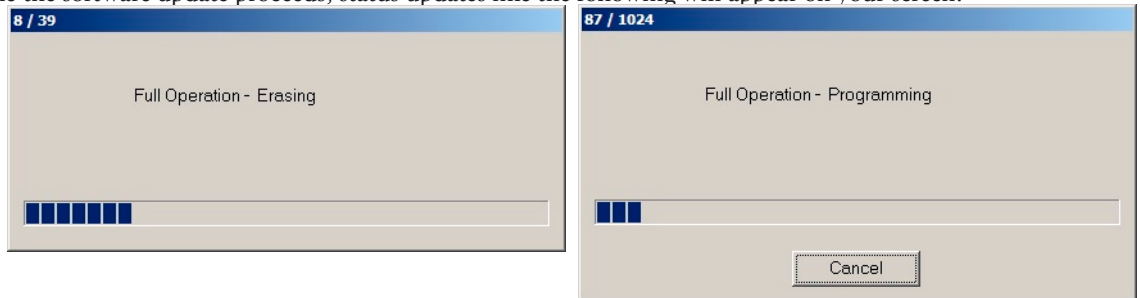 the software update proceeds, status updates like the following will appear on your screen.
8 / 39
Full Operation - Erasing
87 / 1024
Full Operation - Programming
Cancel